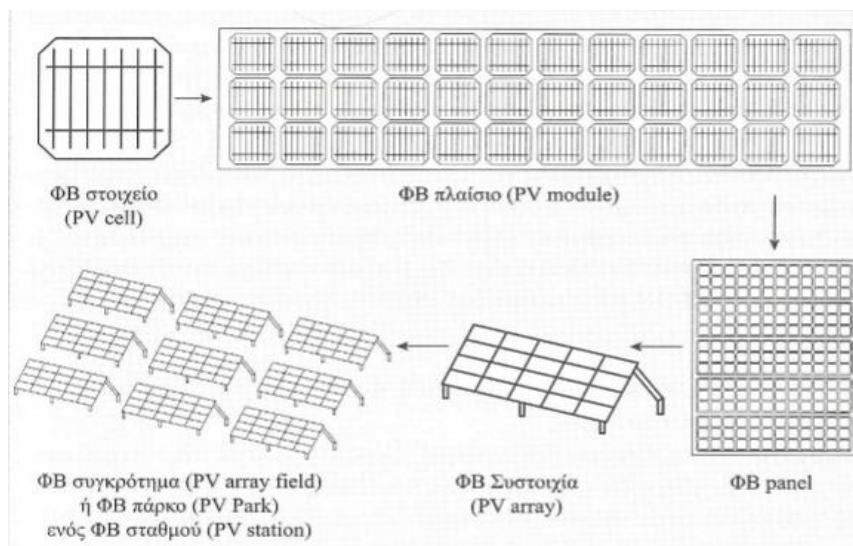 ΦΒ στοιχείο
(PV cell)
ΦΒ πλαίσιο (PV module)
ΦΒ συγκρότημα (PV array field)
ή ΦΒ πάρκο (PV Park)
ενός ΦΒ σταθμού (PV station)
ΦΒ Συστοιχία
(PV array)
ΦΒ panel